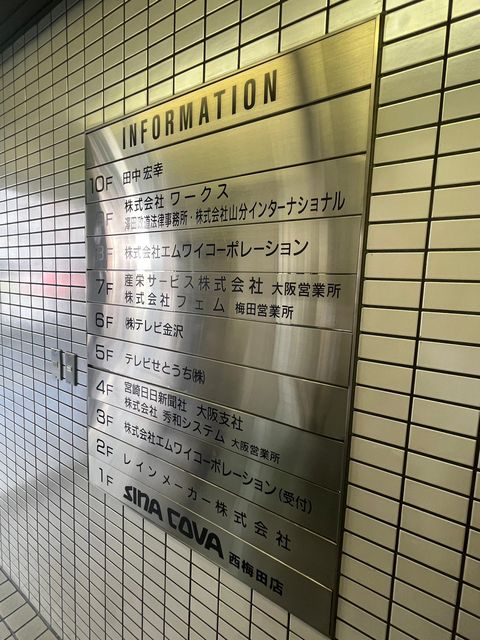 INFORMATION
10F 田中宏幸
9F 株式会社 ワークス
法律事務所・株式会社山分インターナショナル
8F 株式会社エムワイコーポレーション
7F 産栄サービス株式会社 大阪営業所
株式会社フェム 梅田営業所
6F ㈱テレビ金沢
5F テレビせとうち㈱
4F 宮崎日日新聞社 大阪支社
株式会社 秀和システム 大阪営業所
3F 株式会社エムワイコーポレーション(受付)
2F レインメーカー株式会社
1F SINA COVA 西梅田店